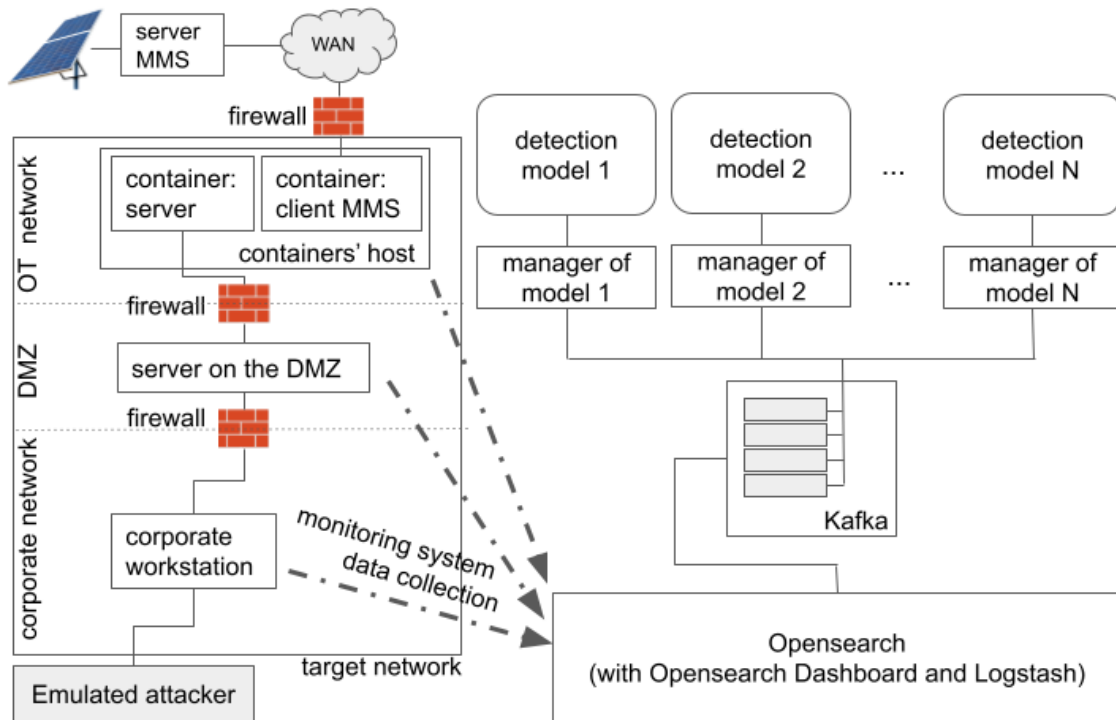 server
MMS
WAN
firewall
OT network
container:
server
container:
client MMS
containers' host
firewall
DMZ
server on the DMZ
firewall
corporate network
corporate
workstation
target network
Emulated attacker
monitoring system
data collection
detection
model 1
detection
model 2
...
detection
model N
manager of
model 1
manager of
model 2
...
manager of
model N
Kafka
Opensearch
(with Opensearch Dashboard and Logstash)